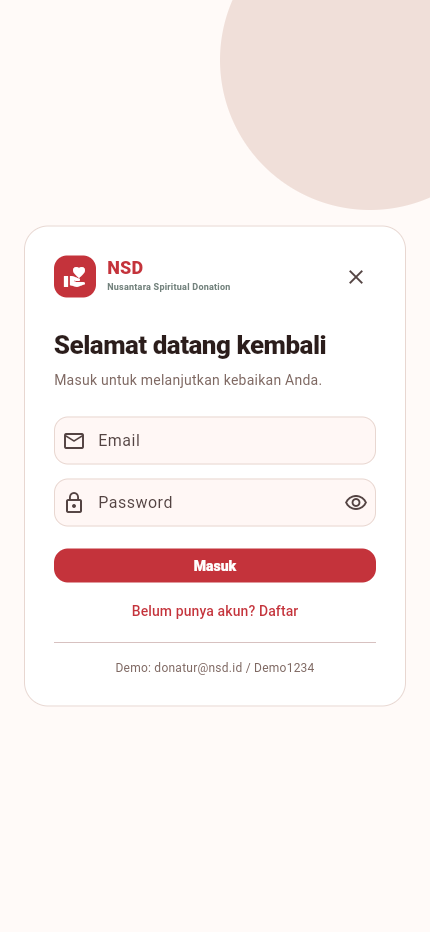 NSD
Nusantara Spiritual Donation
Selamat datang kembali
Masuk untuk melanjutkan kebaikan Anda.
Email
Password
Masuk
Belum punya akun? Daftar
Demo: donatur@nsd.id / Demo1234